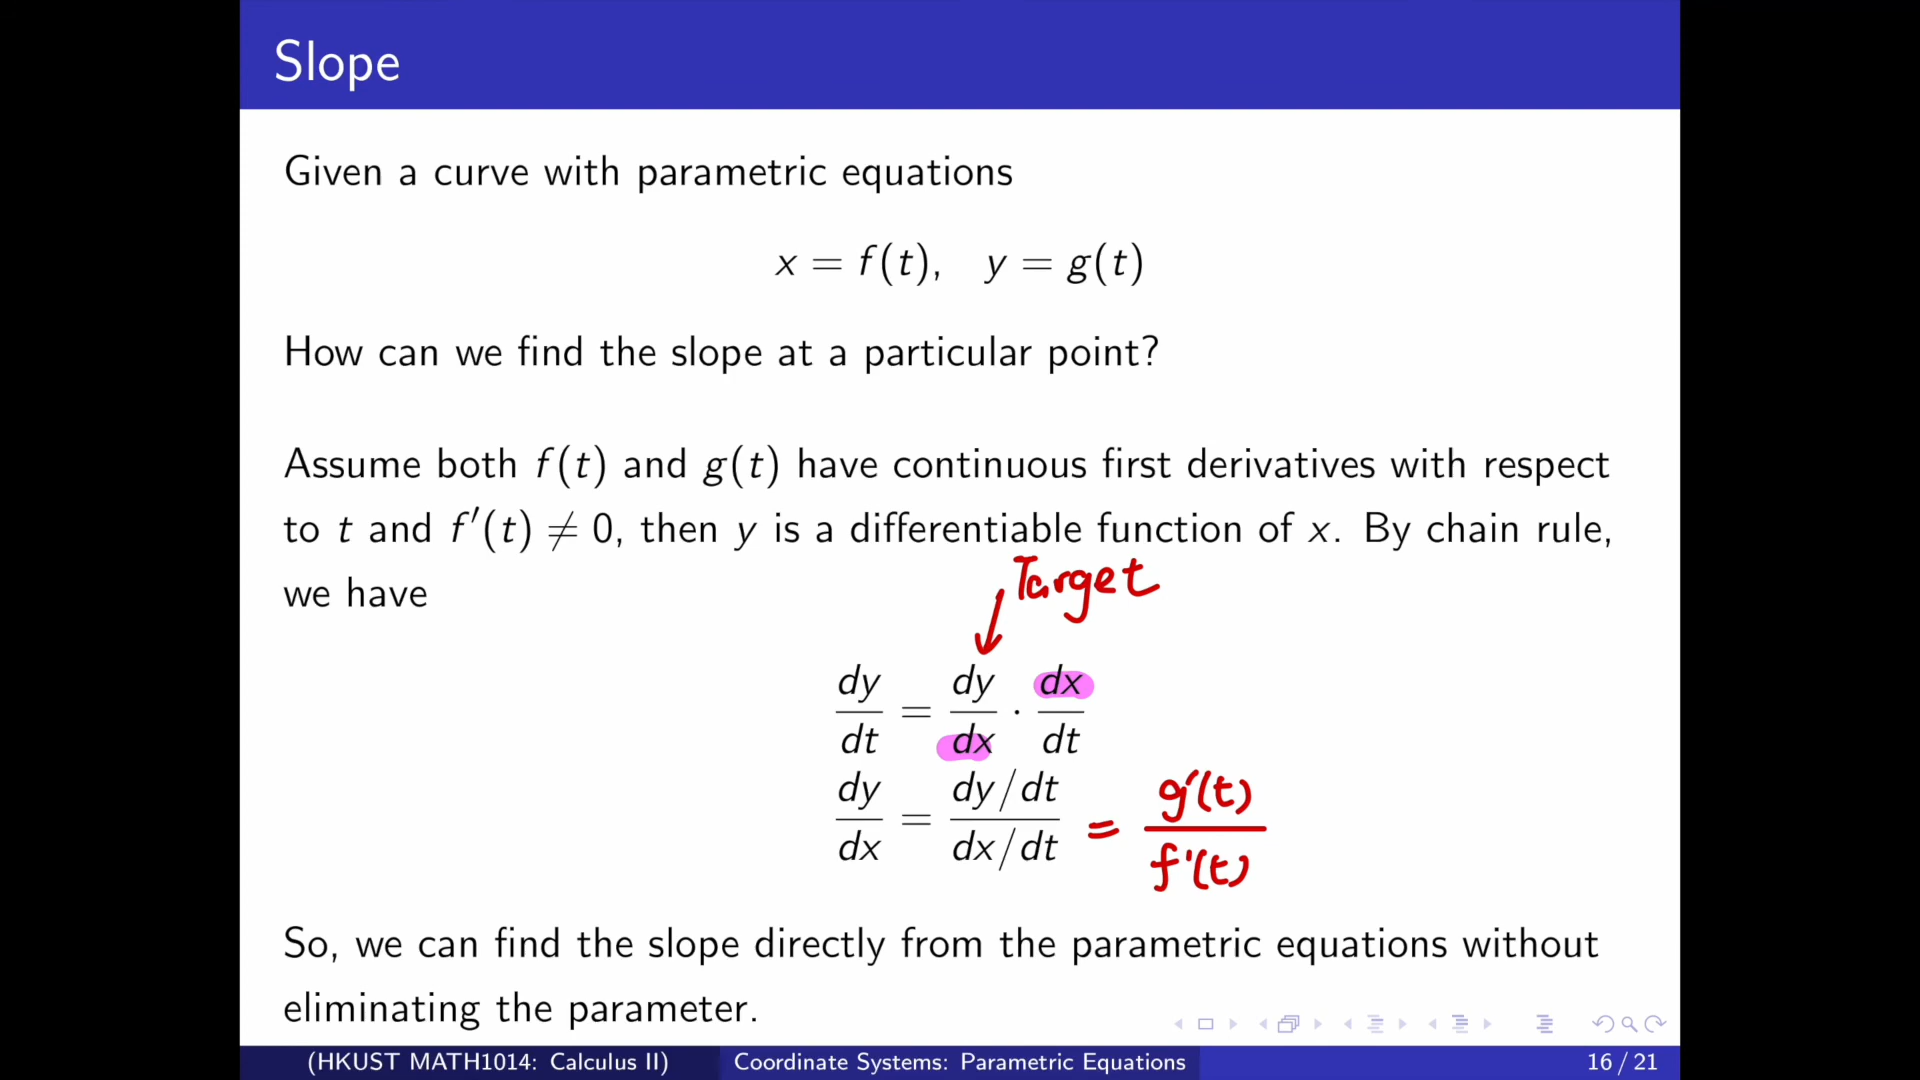 Slope
Given a curve with parametric equations
x = f(t), y = g(t)
How can we find the slope at a particular point?
Assume both f(t) and g(t) have continuous first derivatives with respect
to t and f′(t) ≠ 0, then y is a differentiable function of x. By chain rule,
we have
Target
dy/dt = dy/dx · dx/dt
dy/dx = (dy/dt)/(dx/dt) = g'(t)/f'(t)
So, we can find the slope directly from the parametric equations without
eliminating the parameter.
(HKUST MATH1014: Calculus II) Coordinate Systems: Parametric Equations 16 / 21